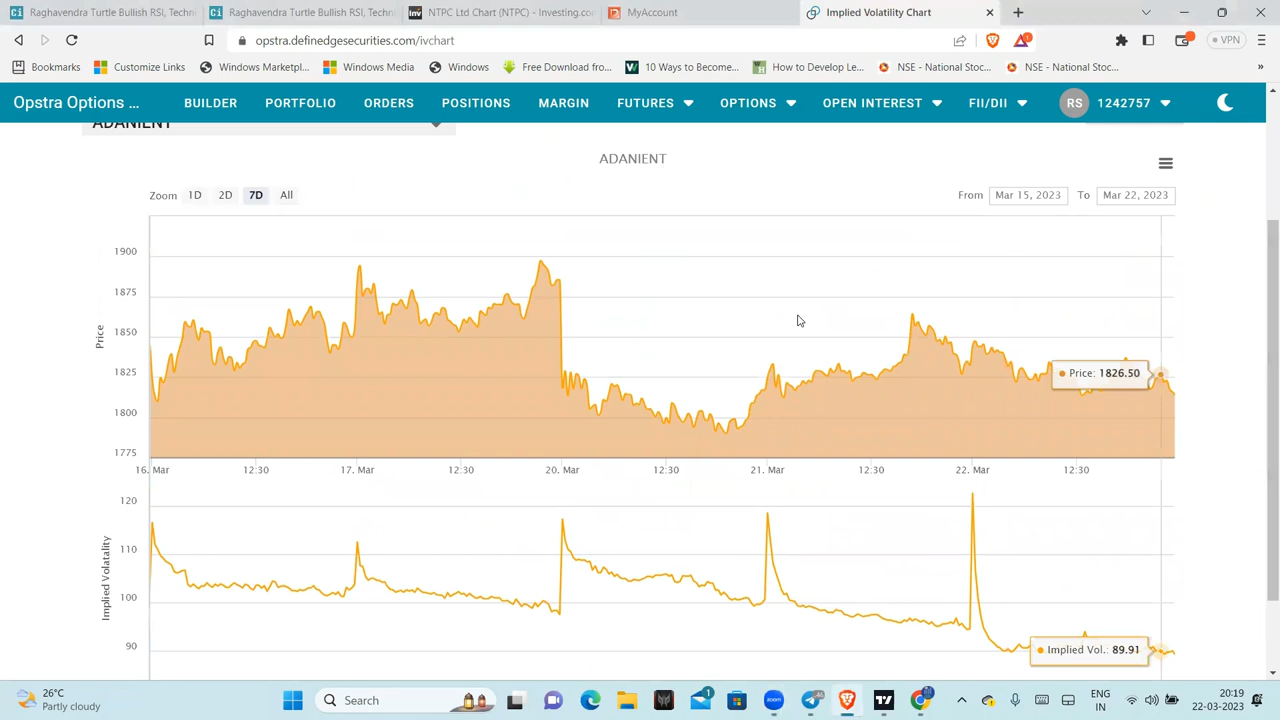 Raghavendra Turtle Bullish RSI, Techni
Raghavendra Turtle Bullish RSI, Techni
NTPC Ltd Chart (NTPC) - Investing.com
MyAccount
Implied Volatility Chart
opstra.definedgesecurities.com/ivchart
VPN
Bookmarks
Customize Links
Windows Marketpl...
Windows Media
Windows
Free Download fro...
10 Ways to Become...
How to Develop Le...
NSE - National Stoc...
NSE - National Stoc...
Opstra Options ...
BUILDER
PORTFOLIO
ORDERS
POSITIONS
MARGIN
FUTURES
OPTIONS
OPEN INTEREST
FII/DII
RS
1242757
ADANIENT
ADANIENT
Zoom 1D 2D 7D All
From Mar 15, 2023 To Mar 22, 2023
1900
1875
1850
1825
1800
1775
Price
Price: 1826.50
16. Mar 12:30 17. Mar 12:30 20. Mar 12:30 21. Mar 12:30 22. Mar 12:30
120
110
100
90
Implied Volatality
Implied Vol.: 89.91
26°C
Partly cloudy
Search
ENG
IN
20:19
22-03-2023